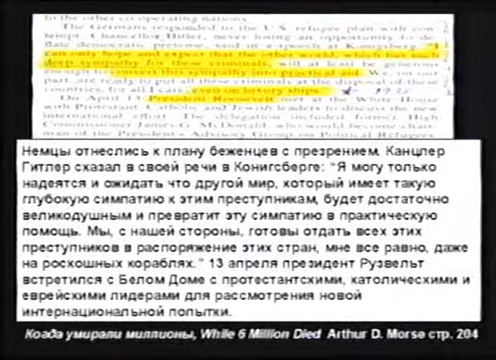 to the other co-operating nations.
The Germans responded to the U.S. refugee plan with con-
tempt. Chancellor Hitler, never losing an opportunity to de-
flate democratic pretense, said in a speech at Königsberg, "I
can only hope and expect that the other world, which has such
deep sympathy for these criminals, will at least be generous
enough to convert this sympathy into practical aid. We, on our
part, are ready to put all these criminals at the disposal of these
countries, for all I care, even on luxury ships."
On April 13 President Roosevelt met at the White House
with Protestant, Catholic and Jewish leaders to discuss the new
international effort. The delegation included former High
Commissioner James G. McDonald, who would become chair-
man of the President's Advisory Group on Political Refugees
Немцы отнеслись к плану беженцев с презрением. Канцлер
Гитлер сказал в своей речи в Конигсберге: "Я могу только
надеятся и ожидать что другой мир, который имеет такую
глубокую симпатию к этим преступникам, будет достаточно
великодушным и превратит эту симпатию в практическую
помощь. Мы, с нашей стороны, готовы отдать всех этих
преступников в распоряжение этих стран, мне все равно, даже
на роскошных кораблях." 13 апреля президент Рузвельт
встретился с Белом Доме с протестантскими, католическими и
еврейскими лидерами для рассмотрения новой
интернациональной попытки.
Когда умирали миллионы, While 6 Million Died Arthur D. Morse стр. 204